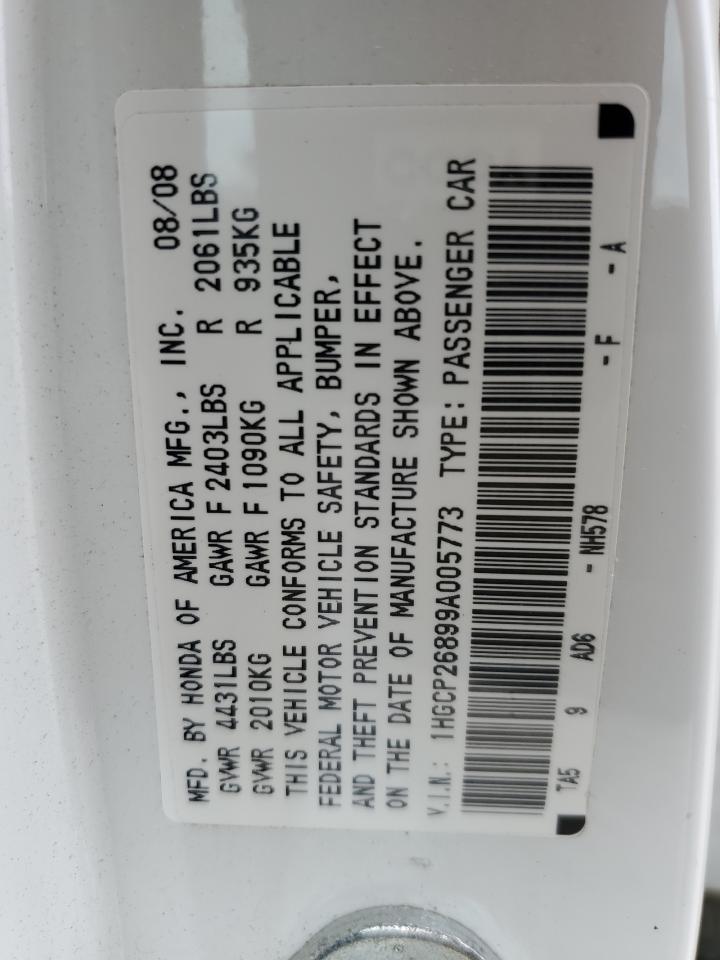 MFD. BY HONDA OF AMERICA MFG., INC. 08/08
GVWR 4431LBS GAWR F 2403LBS R 2061LBS
GVWR 2010KG GAWR F 1090KG R 935KG
THIS VEHICLE CONFORMS TO ALL APPLICABLE
FEDERAL MOTOR VEHICLE SAFETY, BUMPER,
AND THEFT PREVENTION STANDARDS IN EFFECT
ON THE DATE OF MANUFACTURE SHOWN ABOVE.
V.I.N.: 1HGCP26899A005773 TYPE: PASSENGER CAR
TA5 9 AD6 - NH578 - F - A